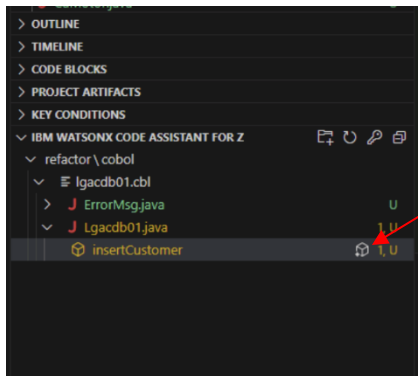 OUTLINE
TIMELINE
CODE BLOCKS
PROJECT ARTIFACTS
KEY CONDITIONS
IBM WATSONX CODE ASSISTANT FOR Z
refactor \ cobol
lgacdb01.cbl
J ErrorMsg.java U
J Lgacdb01.java 1, U
insertCustomer 1, U